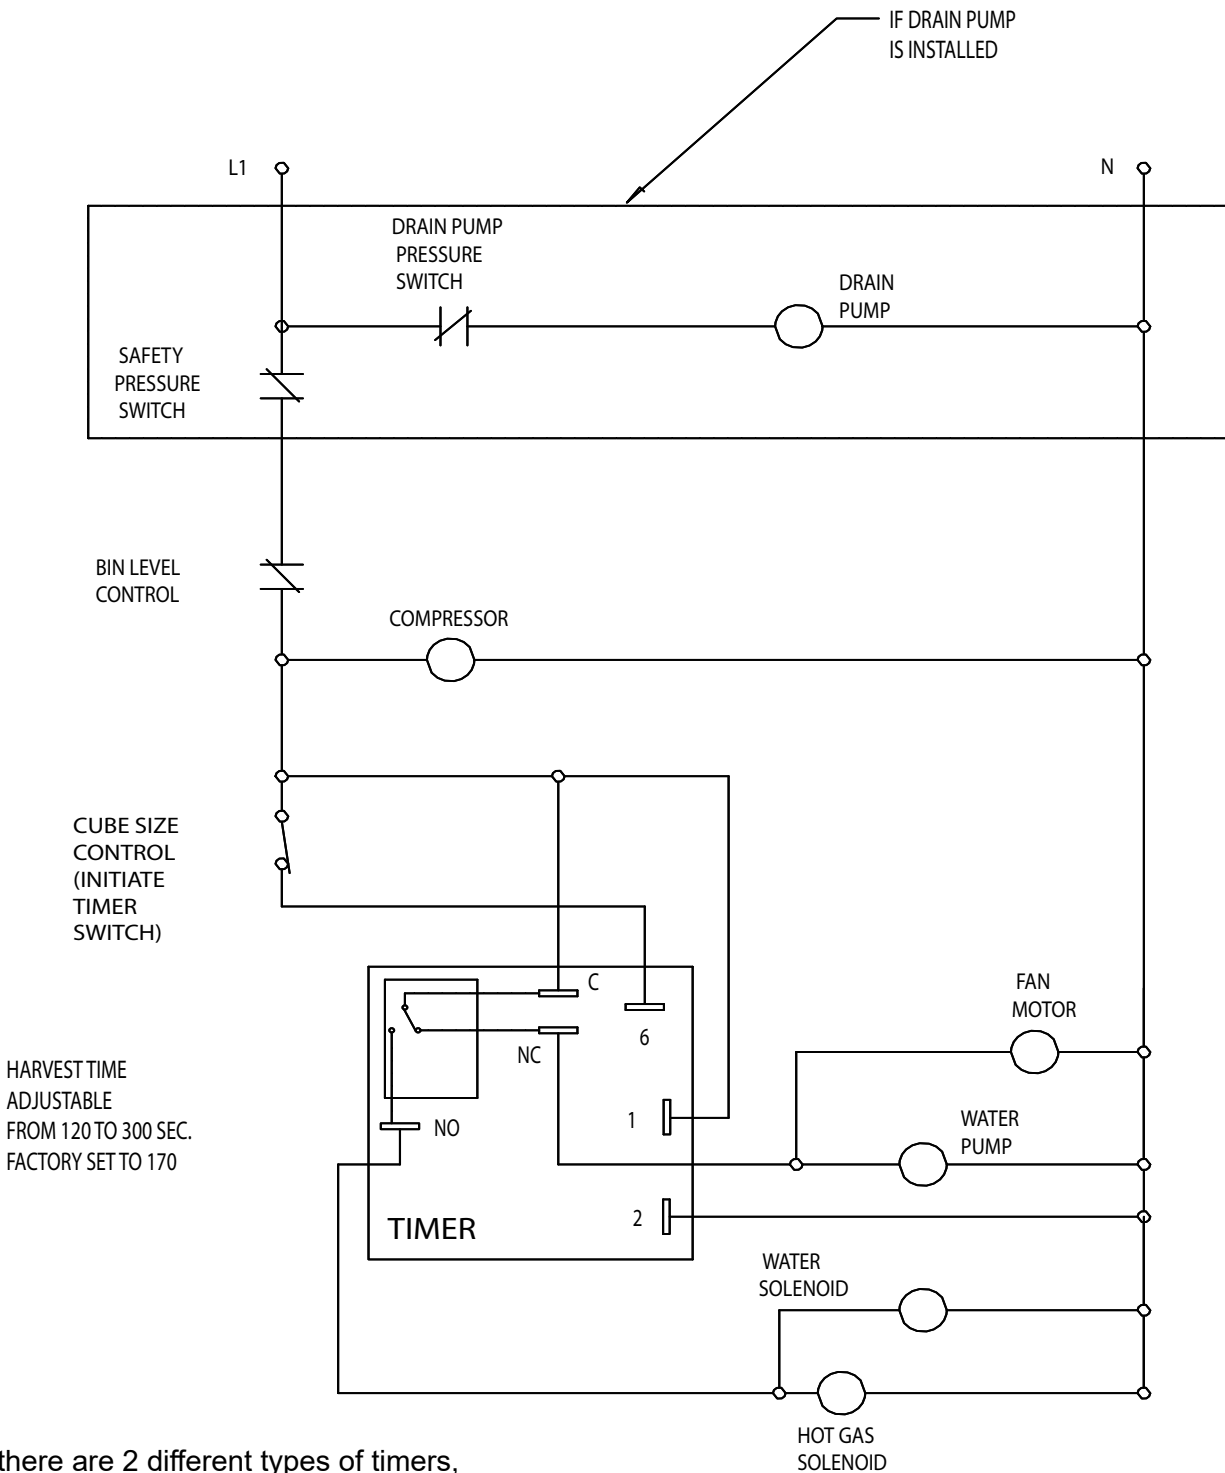 IF DRAIN PUMP
IS INSTALLED
L1
N
DRAIN PUMP
PRESSURE
SWITCH
DRAIN
PUMP
SAFETY
PRESSURE
SWITCH
BIN LEVEL
CONTROL
COMPRESSOR
CUBE SIZE
CONTROL
(INITIATE
TIMER
SWITCH)
C
6
NC
FAN
MOTOR
HARVEST TIME
ADJUSTABLE
FROM 120 TO 300 SEC.
FACTORY SET TO 170
NO
1
WATER
PUMP
2
TIMER
WATER
SOLENOID
HOT GAS
SOLENOID
there are 2 different types of timers,